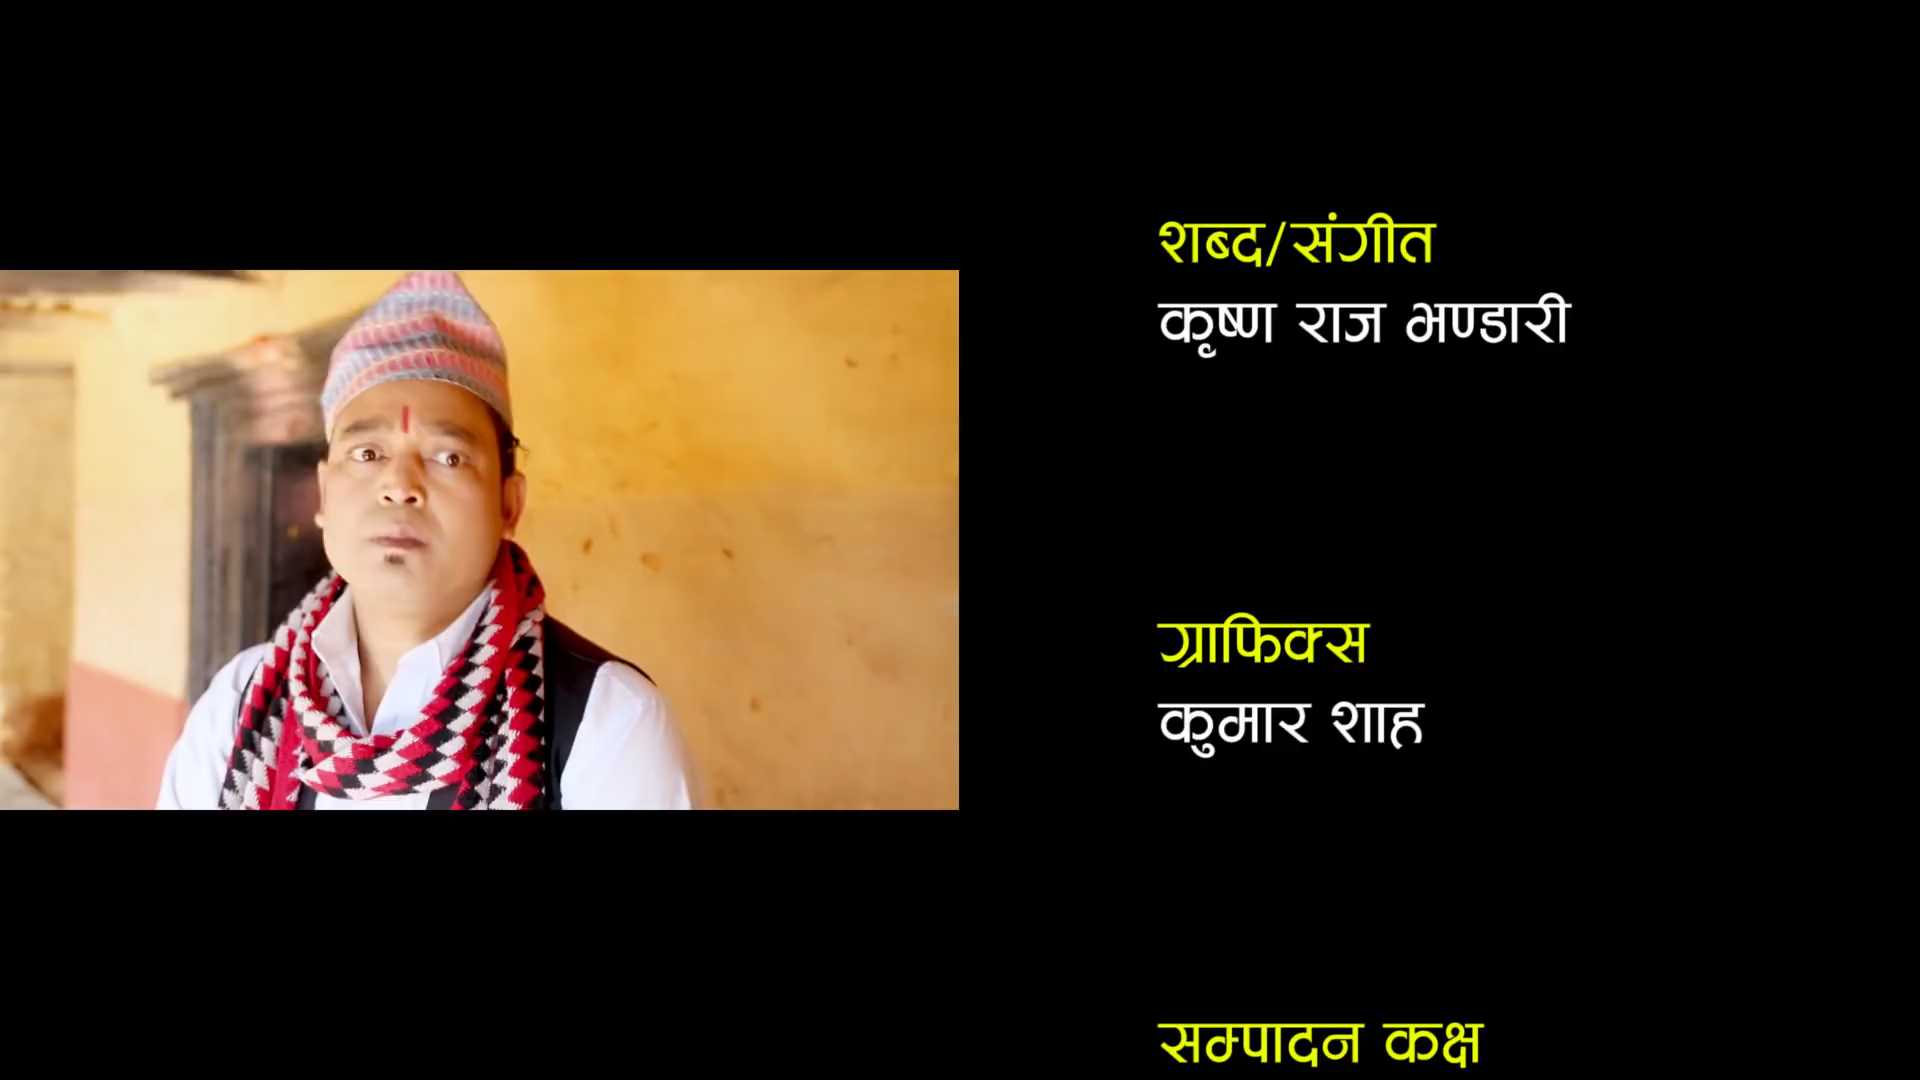 शब्द/संगीत
कृष्ण राज भण्डारी
ग्राफिक्स
कुमार शाह
सम्पादन कक्ष